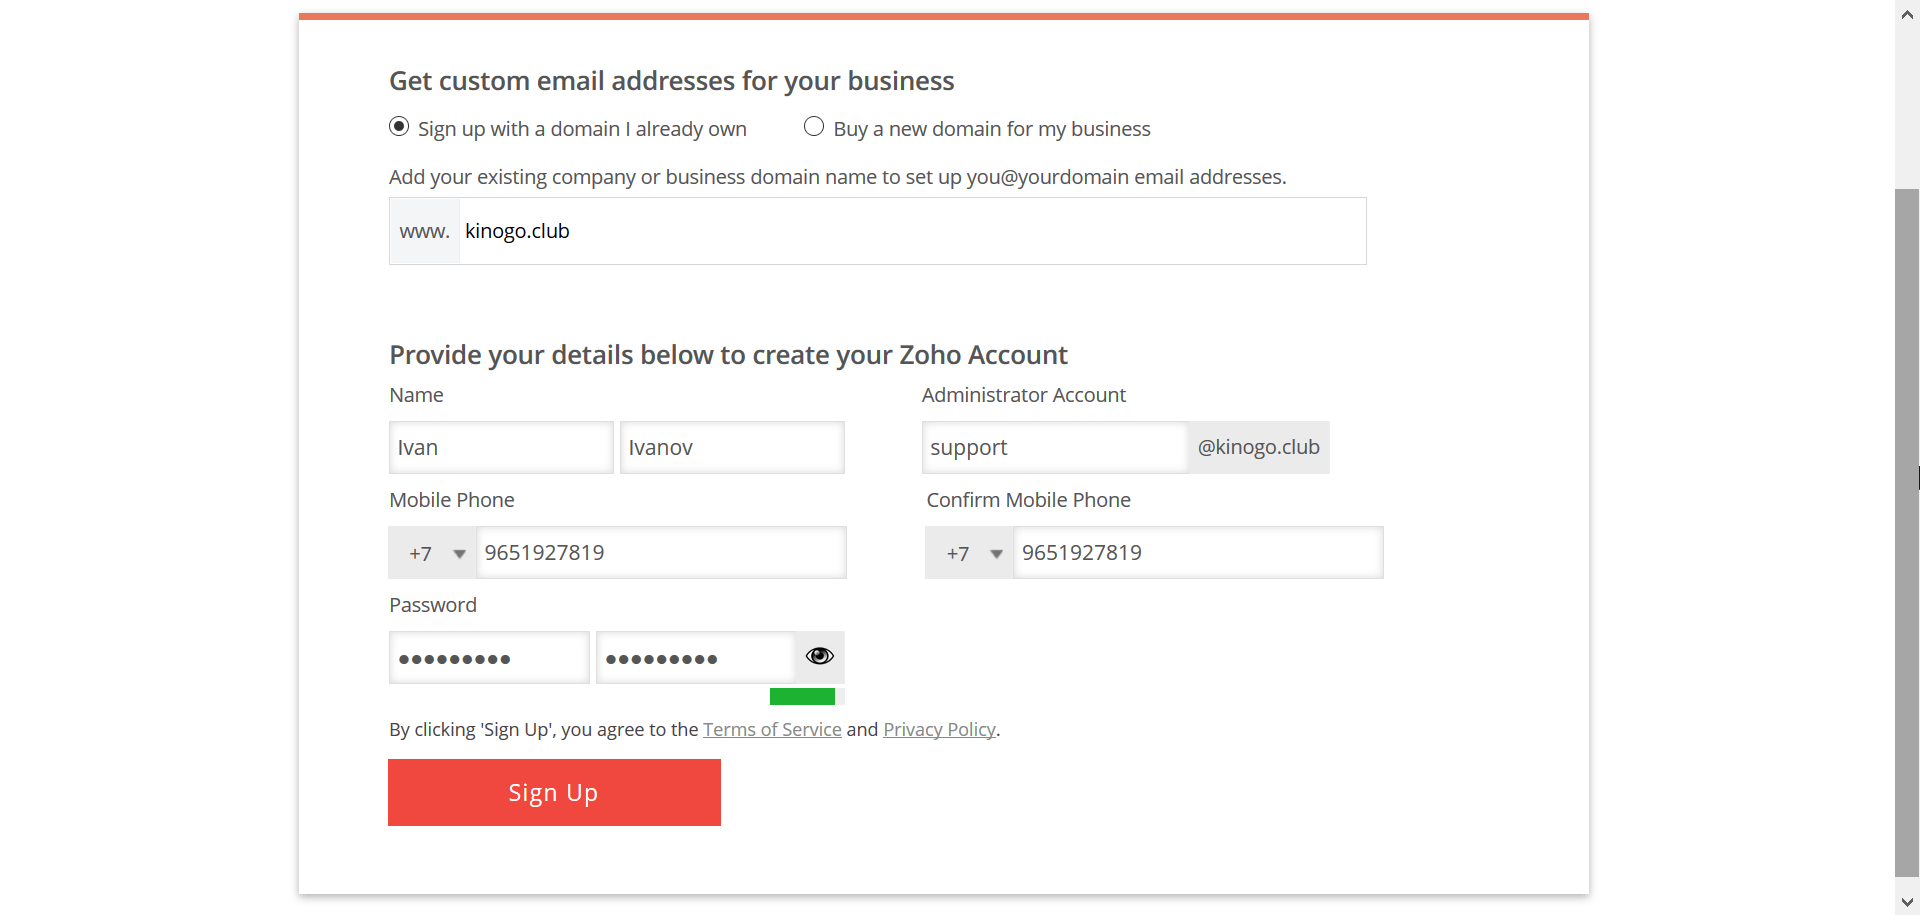 Get custom email addresses for your business
Sign up with a domain I already own Buy a new domain for my business
Add your existing company or business domain name to set up you@yourdomain email addresses.
www. kinogo.club
Provide your details below to create your Zoho Account
Name Administrator Account
Ivan Ivanov support @kinogo.club
Mobile Phone Confirm Mobile Phone
+7 9651927819 +7 9651927819
Password
●●●●●●●●● ●●●●●●●●●
By clicking 'Sign Up', you agree to the Terms of Service and Privacy Policy.
Sign Up